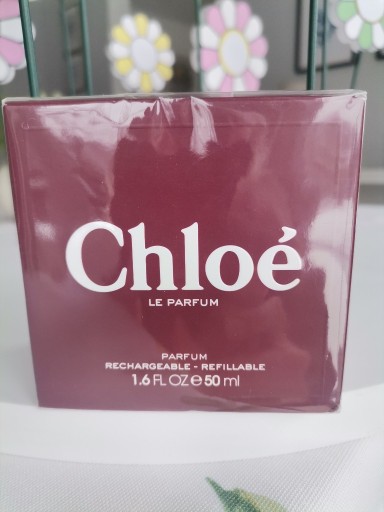 Chloé
LE PARFUM
PARFUM
RECHARGEABLE - REFILLABLE
1.6 FL OZ ℮ 50 ml